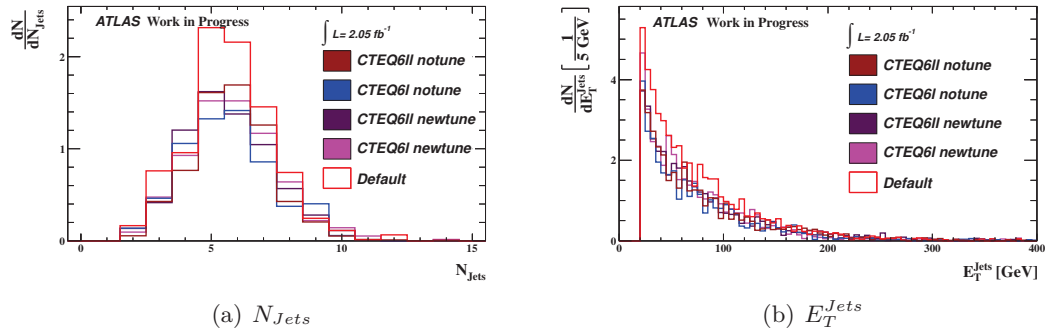 ATLAS Work in Progress
dN
dN_Jets
∫ L= 2.05 fb⁻¹
CTEQ6ll notune
CTEQ6l notune
CTEQ6ll newtune
CTEQ6l newtune
Default
2
1
0
0 5 10 15
N_Jets
(a) N_Jets
ATLAS Work in Progress
dN
dE_T^Jets
[1
5 GeV]
∫ L= 2.05 fb⁻¹
CTEQ6ll notune
CTEQ6l notune
CTEQ6ll newtune
CTEQ6l newtune
Default
4
2
0
0 100 200 300 400
E_T^Jets [GeV]
(b) E_T^Jets